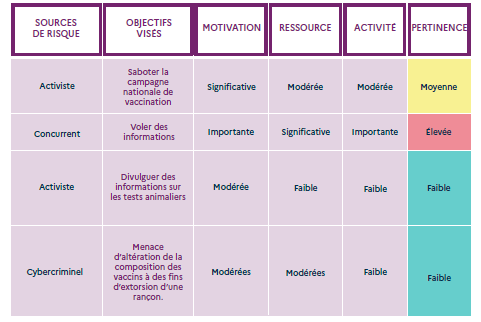 SOURCES
DE RISQUE
OBJECTIFS
VISÉS
MOTIVATION
RESSOURCE
ACTIVITÉ
PERTINENCE
Activiste
Saboter la
campagne
nationale de
vaccination
Significative
Modérée
Modérée
Moyenne
Concurrent
Voler des
informations
Importante
Significative
Importante
Élevée
Activiste
Divulguer des
informations sur
les tests animaliers
Modérée
Faible
Faible
Faible
Cybercriminel
Menace
d'altération de la
composition des
vaccins à des fins
d'extorsion d'une
rançon.
Modérées
Modérées
Faible
Faible